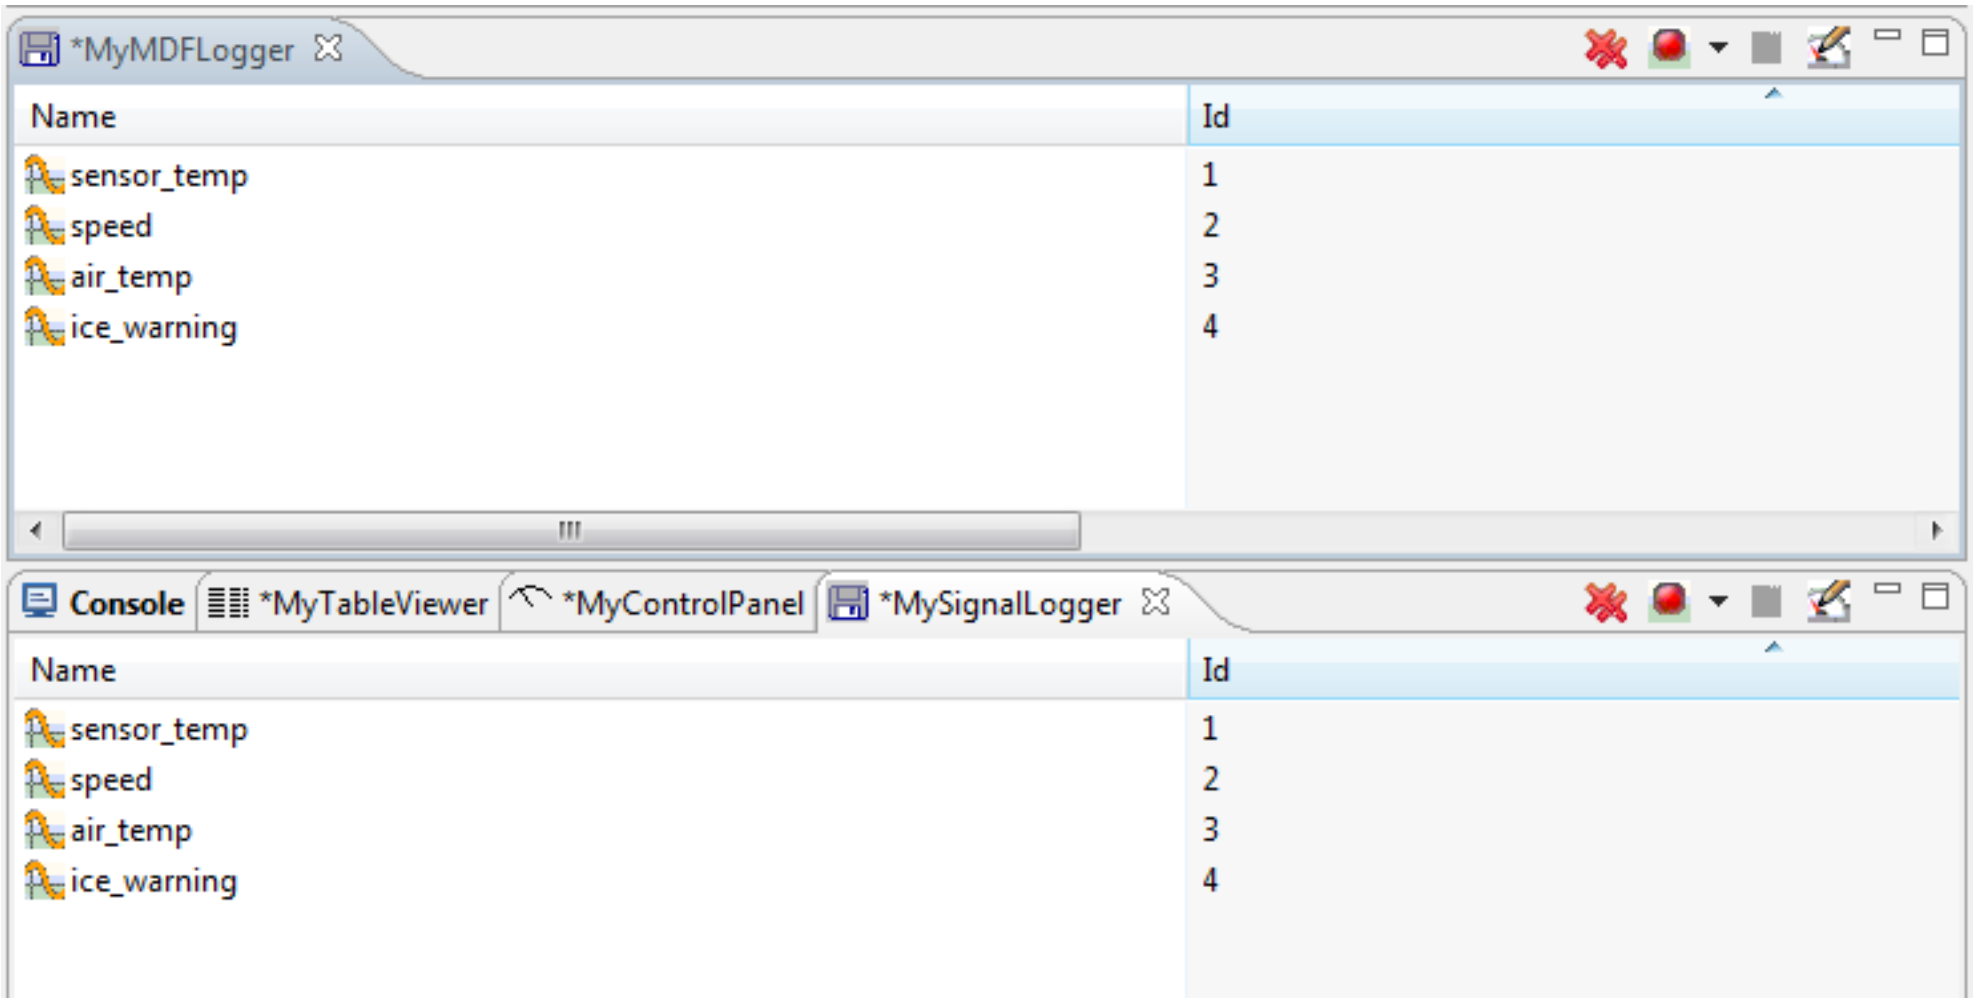 *MyMDFLogger
Name Id
sensor_temp 1
speed 2
air_temp 3
ice_warning 4
Console *MyTableViewer *MyControlPanel *MySignalLogger
Name Id
sensor_temp 1
speed 2
air_temp 3
ice_warning 4